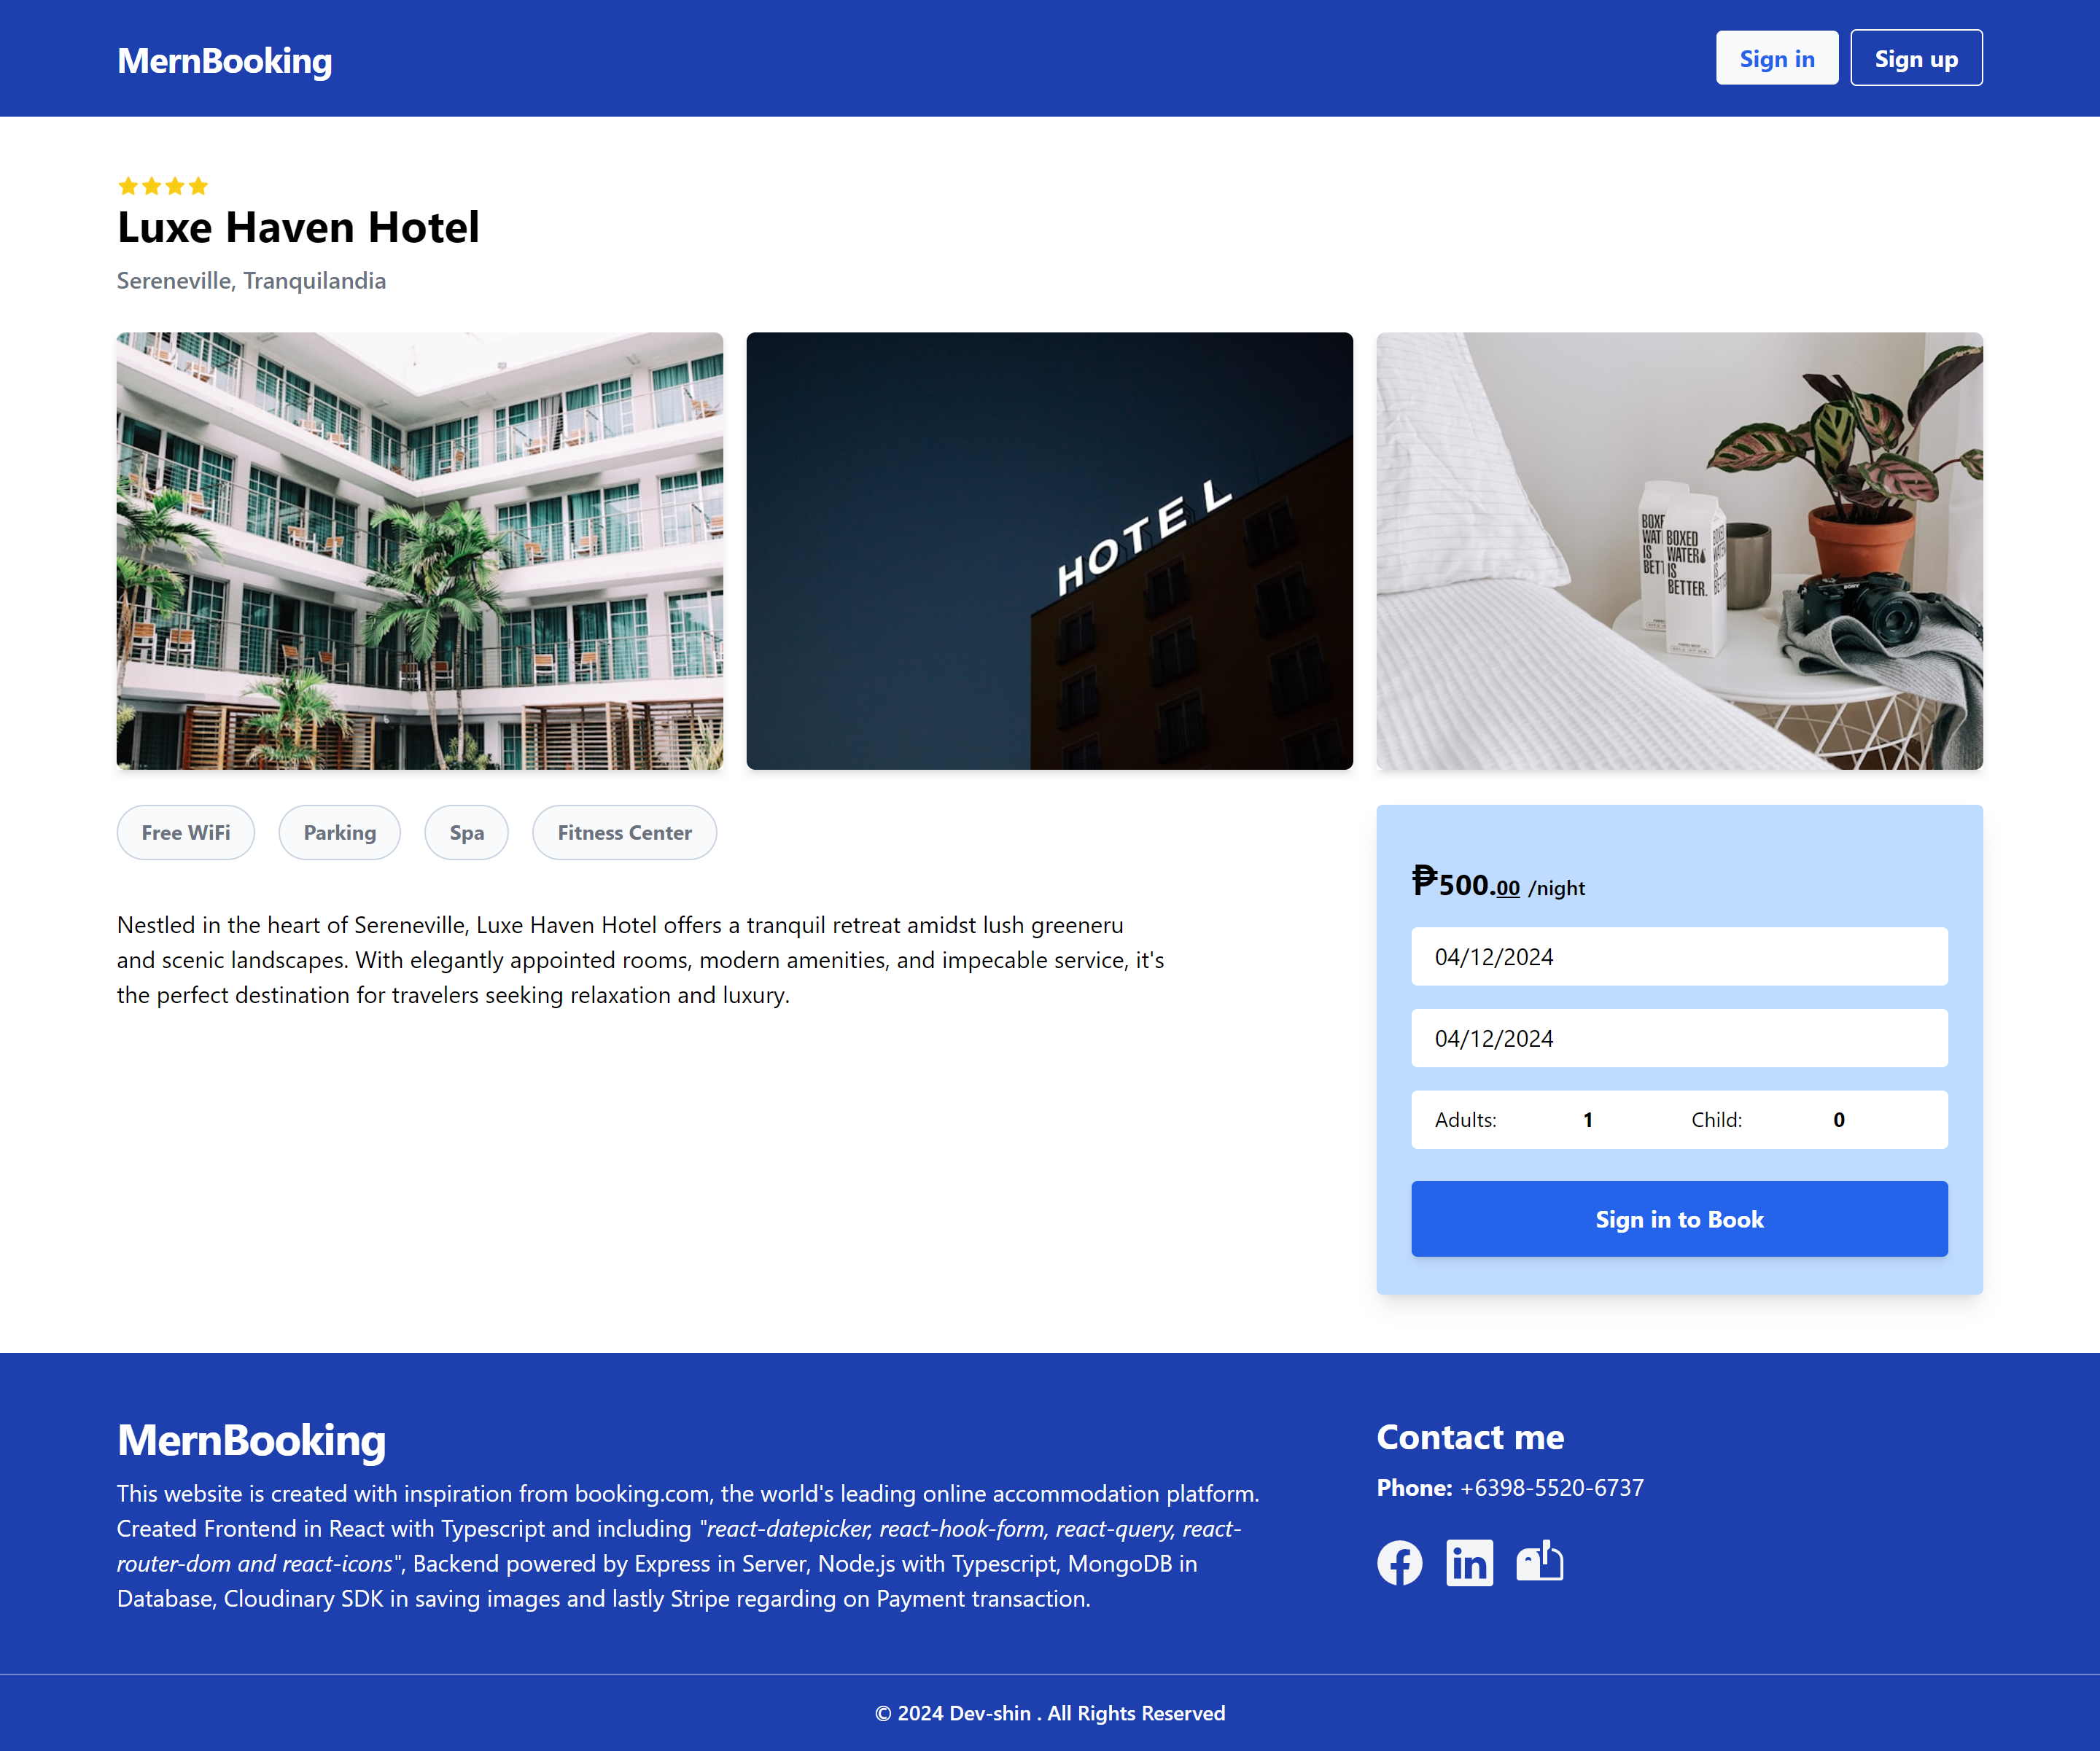 MernBooking
Sign in
Sign up
Luxe Haven Hotel
Sereneville, Tranquilandia
HOTEL
BOXED
WATER
IS
BETTER.
SONY
Free WiFi
Parking
Spa
Fitness Center
₱500.00 /night
Nestled in the heart of Sereneville, Luxe Haven Hotel offers a tranquil retreat amidst lush greeneru
and scenic landscapes. With elegantly appointed rooms, modern amenities, and impecable service, it's
the perfect destination for travelers seeking relaxation and luxury.
04/12/2024
04/12/2024
Adults: 1 Child: 0
Sign in to Book
MernBooking
This website is created with inspiration from booking.com, the world's leading online accommodation platform.
Created Frontend in React with Typescript and including "react-datepicker, react-hook-form, react-query, react-
router-dom and react-icons", Backend powered by Express in Server, Node.js with Typescript, MongoDB in
Database, Cloudinary SDK in saving images and lastly Stripe regarding on Payment transaction.
Contact me
Phone: +6398-5520-6737
© 2024 Dev-shin . All Rights Reserved